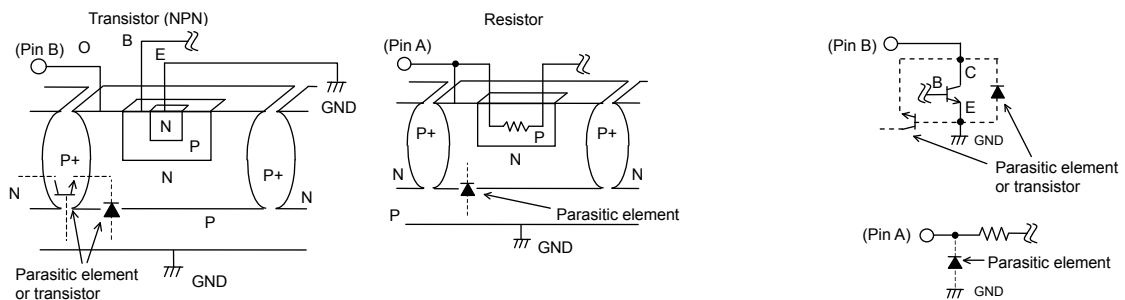 Transistor (NPN)
(Pin B)
O
B
E
GND
N
P
P+
N
P+
N
N
P
GND
Parasitic element
or transistor
Resistor
(Pin A)
P
P+
P+
N
N
N
Parasitic element
P
GND
(Pin B)
C
B
E
GND
Parasitic element
or transistor
(Pin A)
Parasitic element
GND